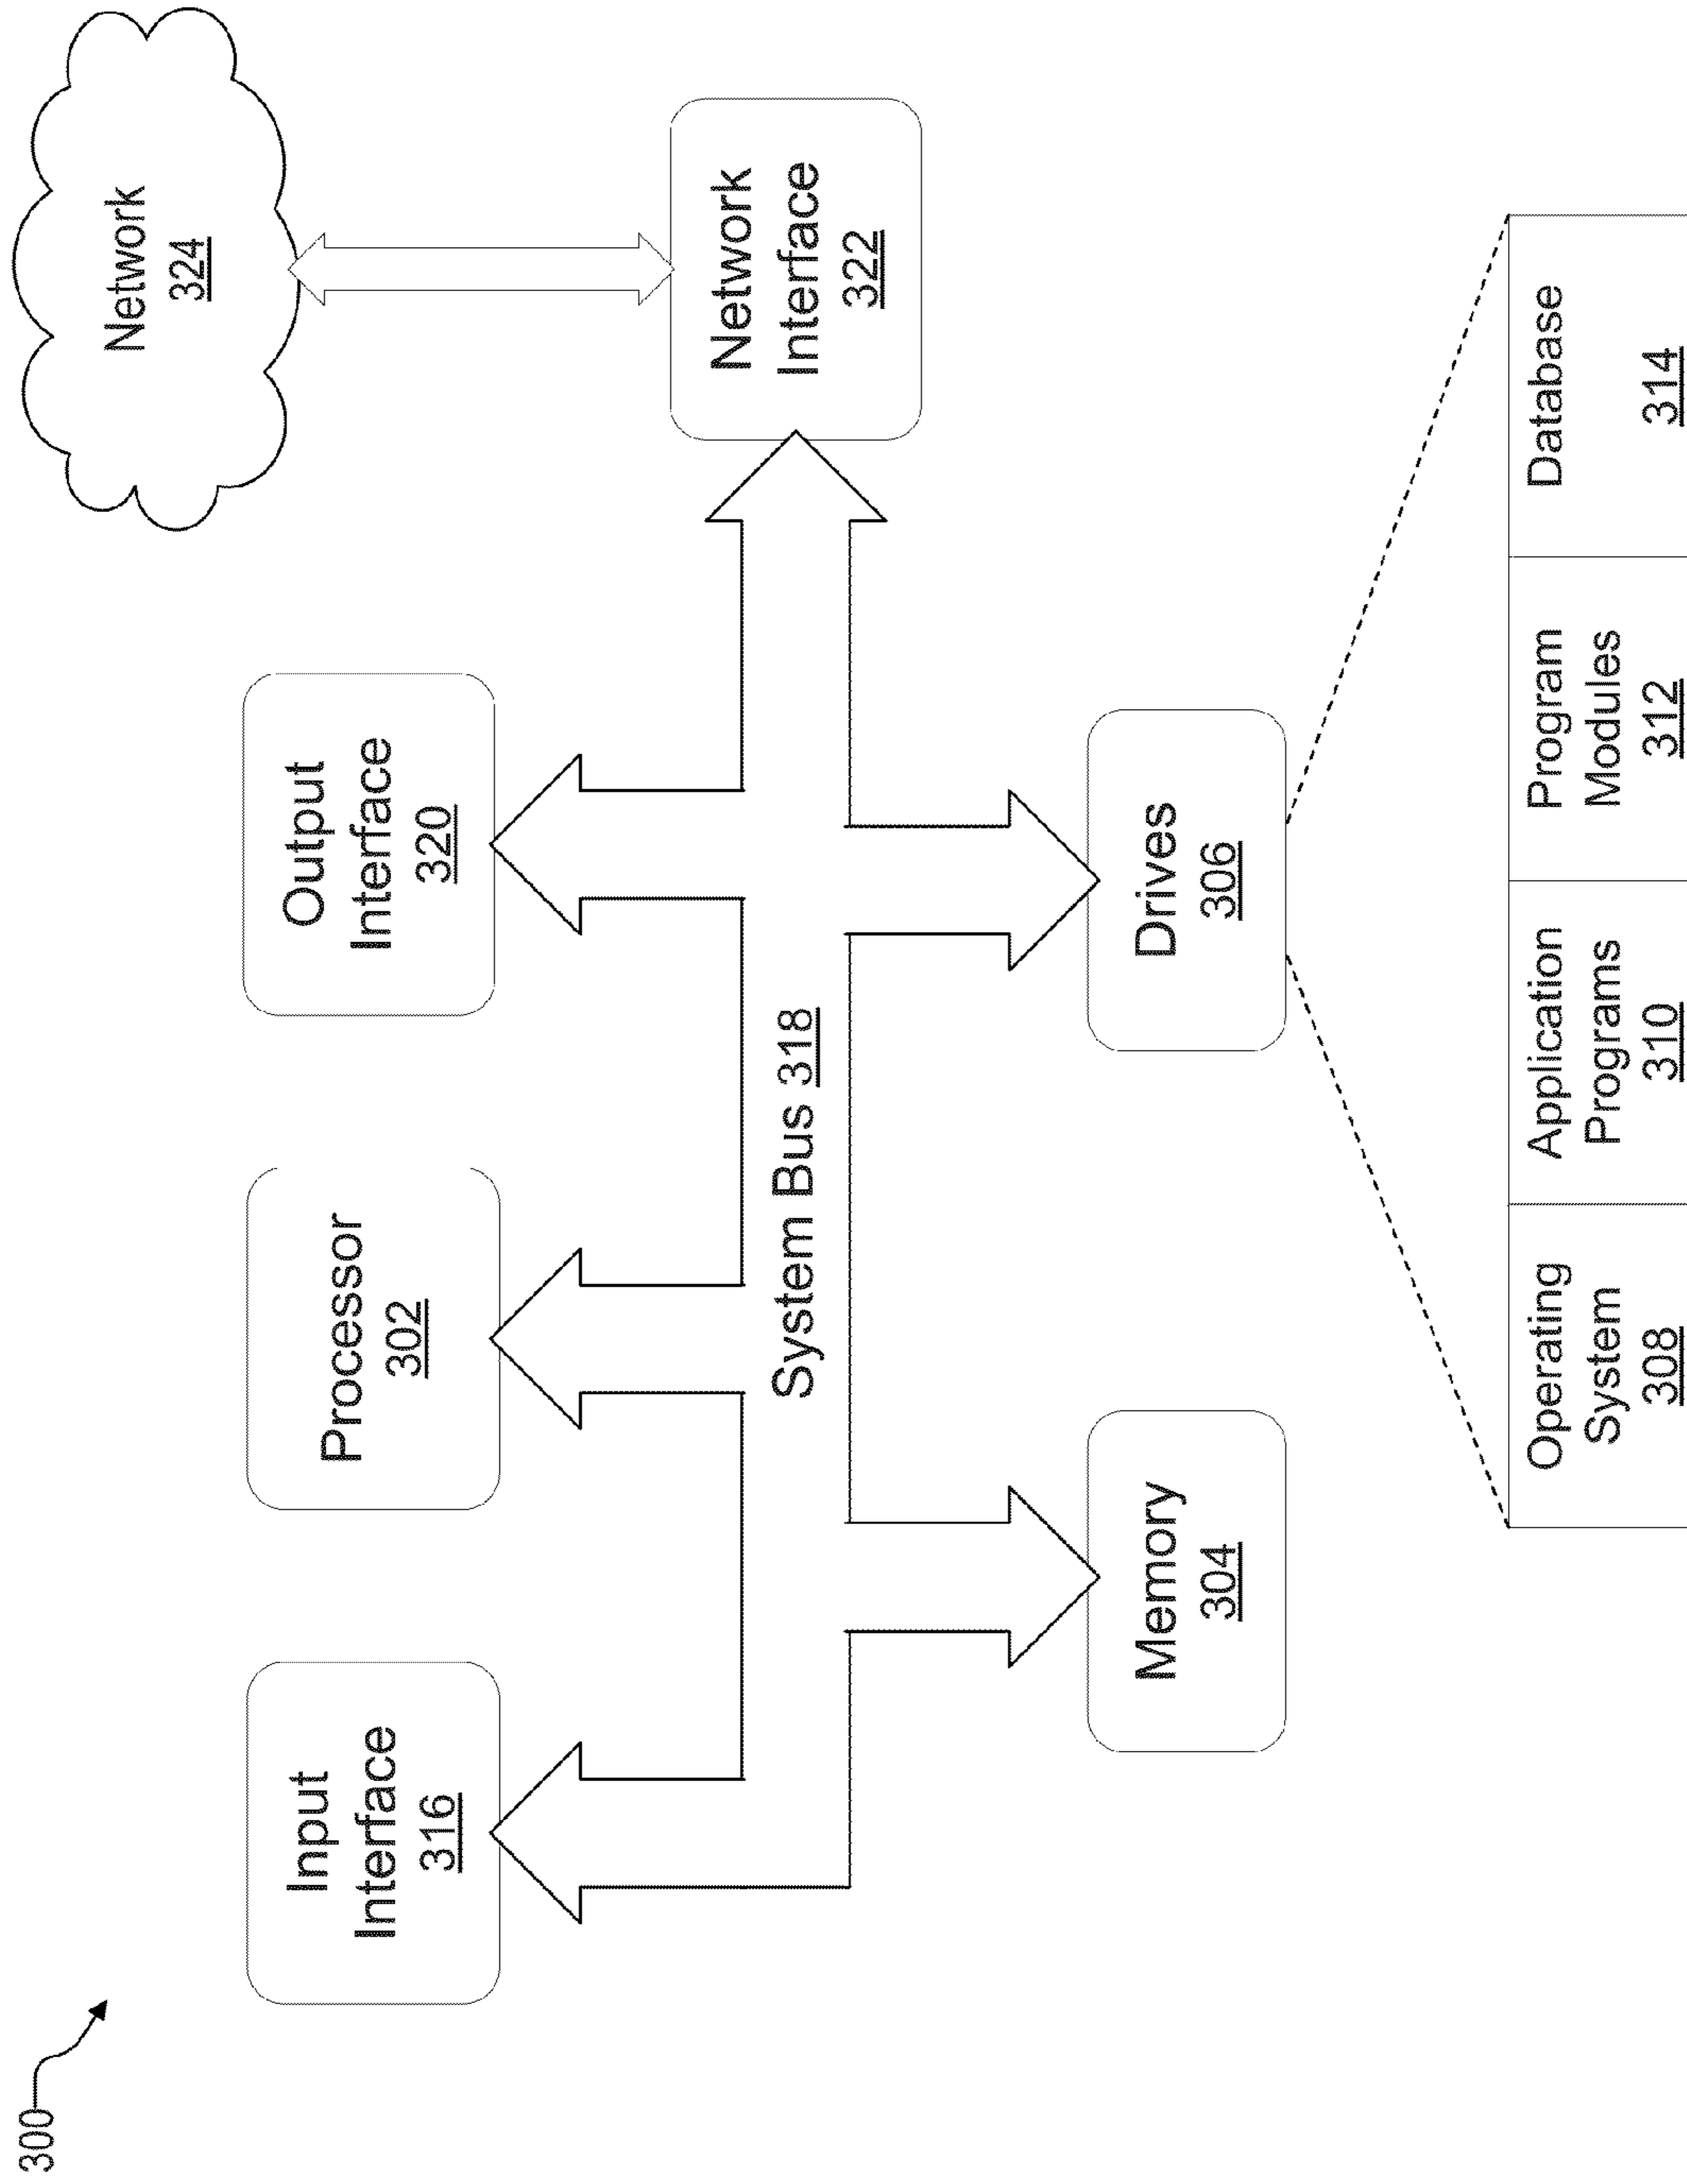 300
Input
Interface
316
Processor
302
Output
Interface
320
Network
324
System Bus 318
Network
Interface
322
Memory
304
Drives
306
Operating
System
308
Application
Programs
310
Program
Modules
312
Database
314